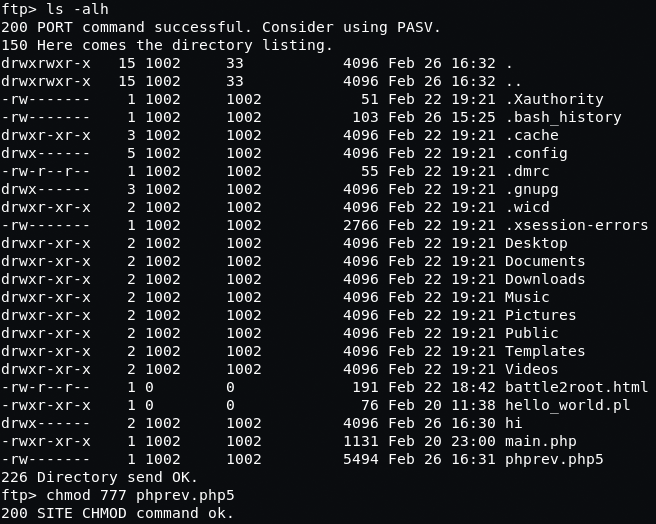 ftp> ls -alh
200 PORT command successful. Consider using PASV.
150 Here comes the directory listing.
drwxrwxr-x   15 1002     33           4096 Feb 26 16:32 .
drwxrwxr-x   15 1002     33           4096 Feb 26 16:32 ..
-rw-------    1 1002     1002           51 Feb 22 19:21 .Xauthority
-rw-------    1 1002     1002          103 Feb 26 15:25 .bash_history
drwxr-xr-x    3 1002     1002         4096 Feb 22 19:21 .cache
drwx------    5 1002     1002         4096 Feb 22 19:21 .config
-rw-r--r--    1 1002     1002           55 Feb 22 19:21 .dmrc
drwx------    3 1002     1002         4096 Feb 22 19:21 .gnupg
drwxr-xr-x    2 1002     1002         4096 Feb 22 19:21 .wicd
-rw-------    1 1002     1002         2766 Feb 22 19:21 .xsession-errors
drwxr-xr-x    2 1002     1002         4096 Feb 22 19:21 Desktop
drwxr-xr-x    2 1002     1002         4096 Feb 22 19:21 Documents
drwxr-xr-x    2 1002     1002         4096 Feb 22 19:21 Downloads
drwxr-xr-x    2 1002     1002         4096 Feb 22 19:21 Music
drwxr-xr-x    2 1002     1002         4096 Feb 22 19:21 Pictures
drwxr-xr-x    2 1002     1002         4096 Feb 22 19:21 Public
drwxr-xr-x    2 1002     1002         4096 Feb 22 19:21 Templates
drwxr-xr-x    2 1002     1002         4096 Feb 22 19:21 Videos
-rw-r--r--    1 0        0             191 Feb 22 18:42 battle2root.html
-rwxr-xr-x    1 0        0              76 Feb 20 11:38 hello_world.pl
drwx------    2 1002     1002         4096 Feb 26 16:30 hi
-rwxr-xr-x    1 1002     1002         1131 Feb 20 23:00 main.php
-rw-------    1 1002     1002         5494 Feb 26 16:31 phprev.php5
226 Directory send OK.
ftp> chmod 777 phprev.php5
200 SITE CHMOD command ok.